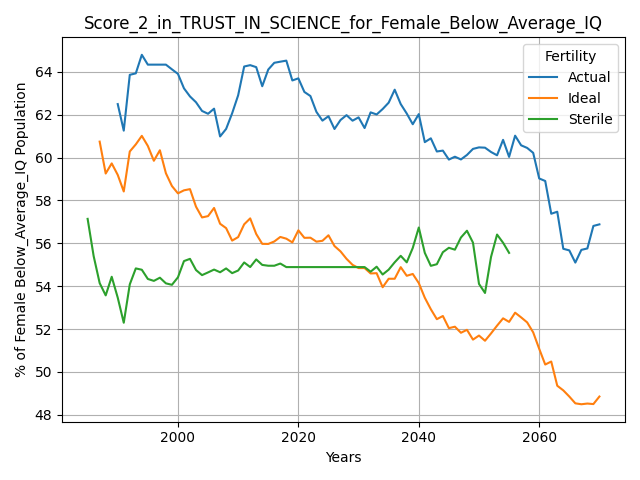 Score_2_in_TRUST_IN_SCIENCE_for_Female_Below_Average_IQ
Fertility
Actual
Ideal
Sterile
% of Female Below_Average_IQ Population
64
62
60
58
56
54
52
50
48
2000
2020
2040
2060
Years